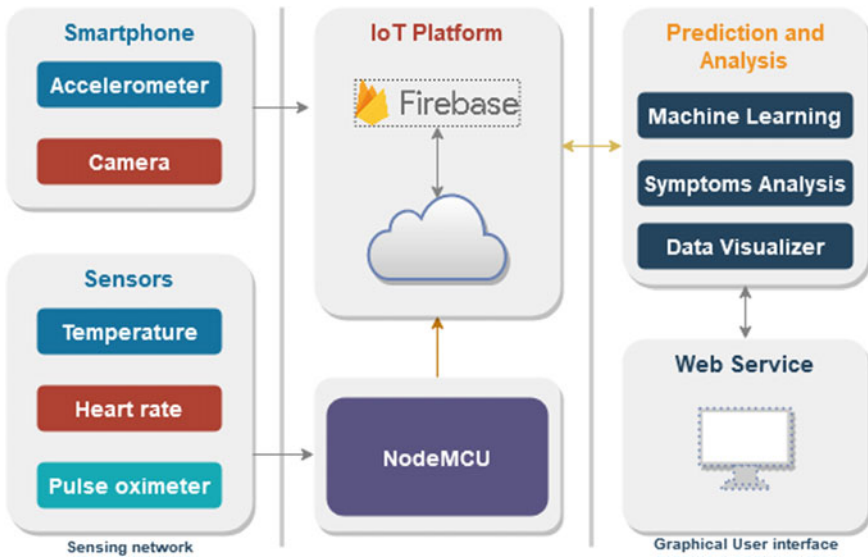 Smartphone
Accelerometer
Camera
Sensors
Temperature
Heart rate
Pulse oximeter
Sensing network
IoT Platform
Firebase
NodeMCU
Prediction and
Analysis
Machine Learning
Symptoms Analysis
Data Visualizer
Web Service
Graphical User interface